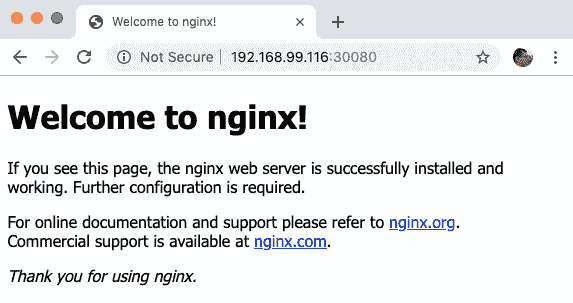 Welcome to nginx!
Not Secure | 192.168.99.116:30080
Welcome to nginx!
If you see this page, the nginx web server is successfully installed and
working. Further configuration is required.
For online documentation and support please refer to nginx.org.
Commercial support is available at nginx.com.
Thank you for using nginx.